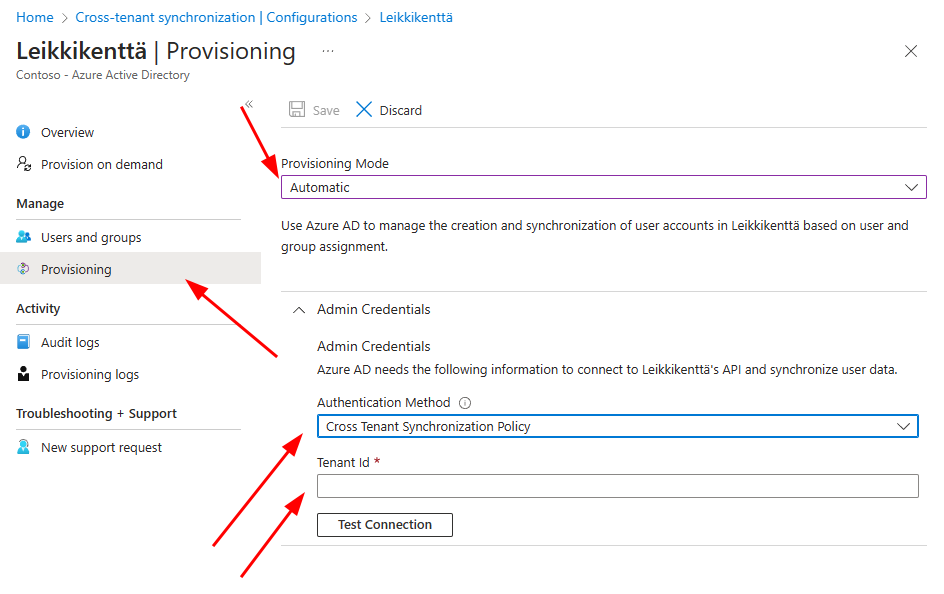 Home > Cross-tenant synchronization | Configurations > Leikkikenttä
Leikkikenttä | Provisioning ...
Contoso - Azure Active Directory
Overview
Provision on demand
Manage
Users and groups
Provisioning
Activity
Audit logs
Provisioning logs
Troubleshooting + Support
New support request
Save Discard
Provisioning Mode
Automatic
Use Azure AD to manage the creation and synchronization of user accounts in Leikkikenttä based on user and
group assignment.
Admin Credentials
Admin Credentials
Azure AD needs the following information to connect to Leikkikenttä's API and synchronize user data.
Authentication Method
Cross Tenant Synchronization Policy
Tenant Id *
Test Connection